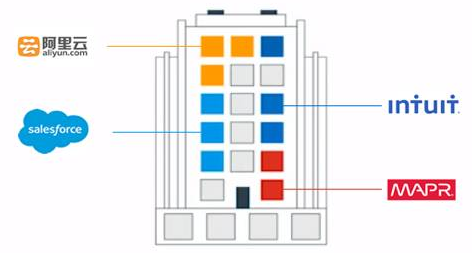 阿里云
aliyun.com
salesforce
intuit.
MAPR.